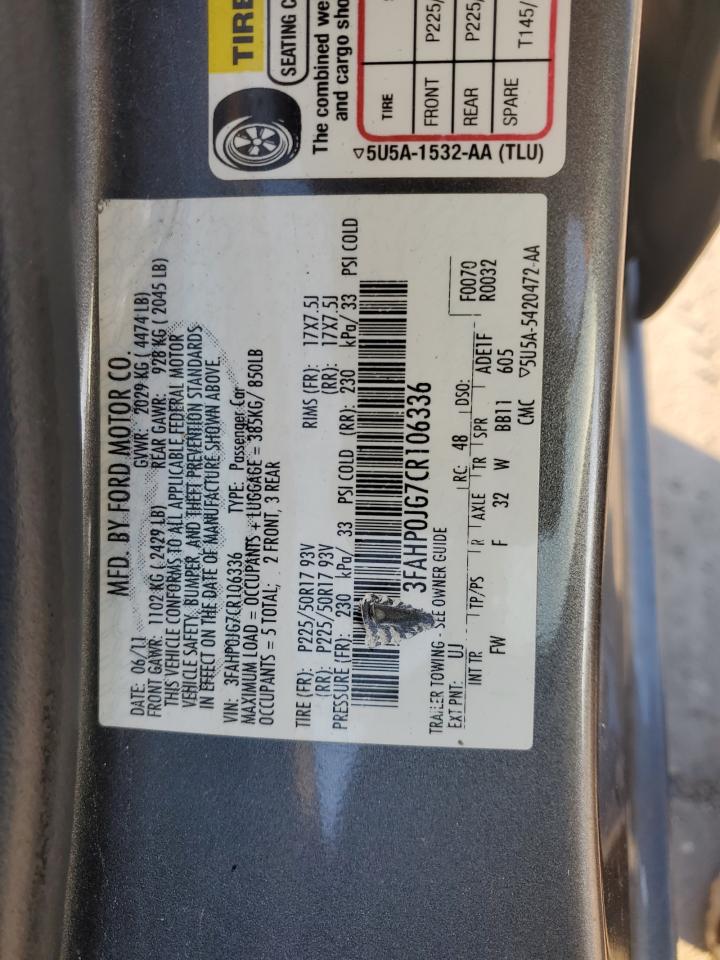 TIRE
SEATING C
The combined we
and cargo sho
TIRE
FRONT P225/
REAR P225/
SPARE T145/
▽5U5A-1532-AA (TLU)
MFD. BY FORD MOTOR CO.
DATE: 06/11 GVWR: 2029 KG ( 4474 LB)
FRONT GAWR: 1102 KG ( 2429 LB) REAR GAWR: 928 KG ( 2045 LB)
THIS VEHICLE CONFORMS TO ALL APPLICABLE FEDERAL MOTOR
VEHICLE SAFETY, BUMPER, AND THEFT PREVENTION STANDARDS
IN EFFECT ON THE DATE OF MANUFACTURE SHOWN ABOVE.
VIN: 3FAHP0JG7CR106336 TYPE: Passenger Car
MAXIMUM LOAD = OCCUPANTS + LUGGAGE = 385KG/ 850LB
OCCUPANTS = 5 TOTAL, 2 FRONT, 3 REAR
TIRE (FR): P225/50R17 93V RIMS (FR): 17X7.5J
(RR): P225/50R17 93V (RR): 17X7.5J
PRESSURE (FR): 230 kPa/ 33 PSI COLD (RR): 230 kPa/ 33 PSI COLD
3FAHP0JG7CR106336
TRAILER TOWING - SEE OWNER GUIDE F0070
EXT PNT: UJ RC: 48 DSO: R0032
INT TR TP/PS R AXLE TR SPR ADE1F
FW F 32 W BB11 605
CMC ▽5U5A-5420472-AA